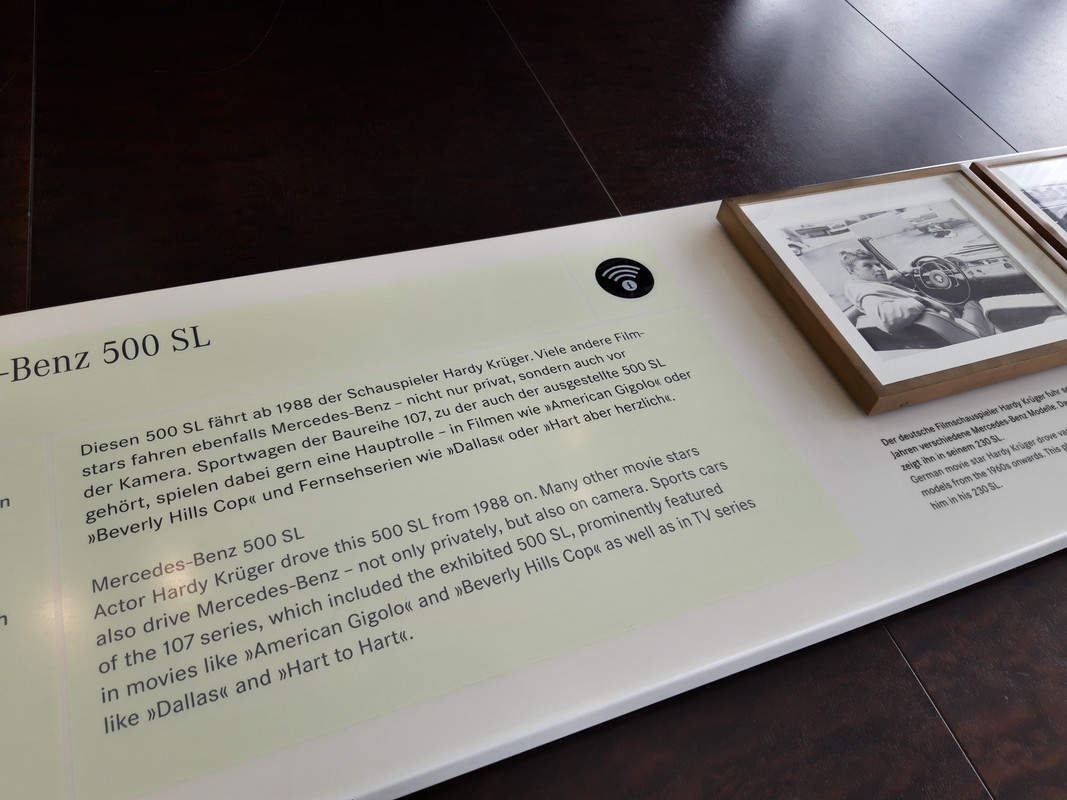 -Benz 500 SL
Diesen 500 SL fährt ab 1988 der Schauspieler Hardy Krüger. Viele andere Film-
stars fahren ebenfalls Mercedes-Benz – nicht nur privat, sondern auch vor
der Kamera. Sportwagen der Baureihe 107, zu der auch der ausgestellte 500 SL
gehört, spielen dabei gern eine Hauptrolle – in Filmen wie »American Gigolo« oder
»Beverly Hills Cop« und Fernsehserien wie »Dallas« oder »Hart aber herzlich«.
Mercedes-Benz 500 SL
Actor Hardy Krüger drove this 500 SL from 1988 on. Many other movie stars
also drive Mercedes-Benz – not only privately, but also on camera. Sports cars
of the 107 series, which included the exhibited 500 SL, prominently featured
in movies like »American Gigolo« and »Beverly Hills Cop« as well as in TV series
like »Dallas« and »Hart to Hart«.
Der deutsche Filmschauspieler Hardy Krüger fuhr
Jahren verschiedene Mercedes-Benz Modelle.
zeigt ihn in seinem 230 SL.
German movie star Hardy Krüger drove
models from the 1960s onwards. This
him in his 230 SL.